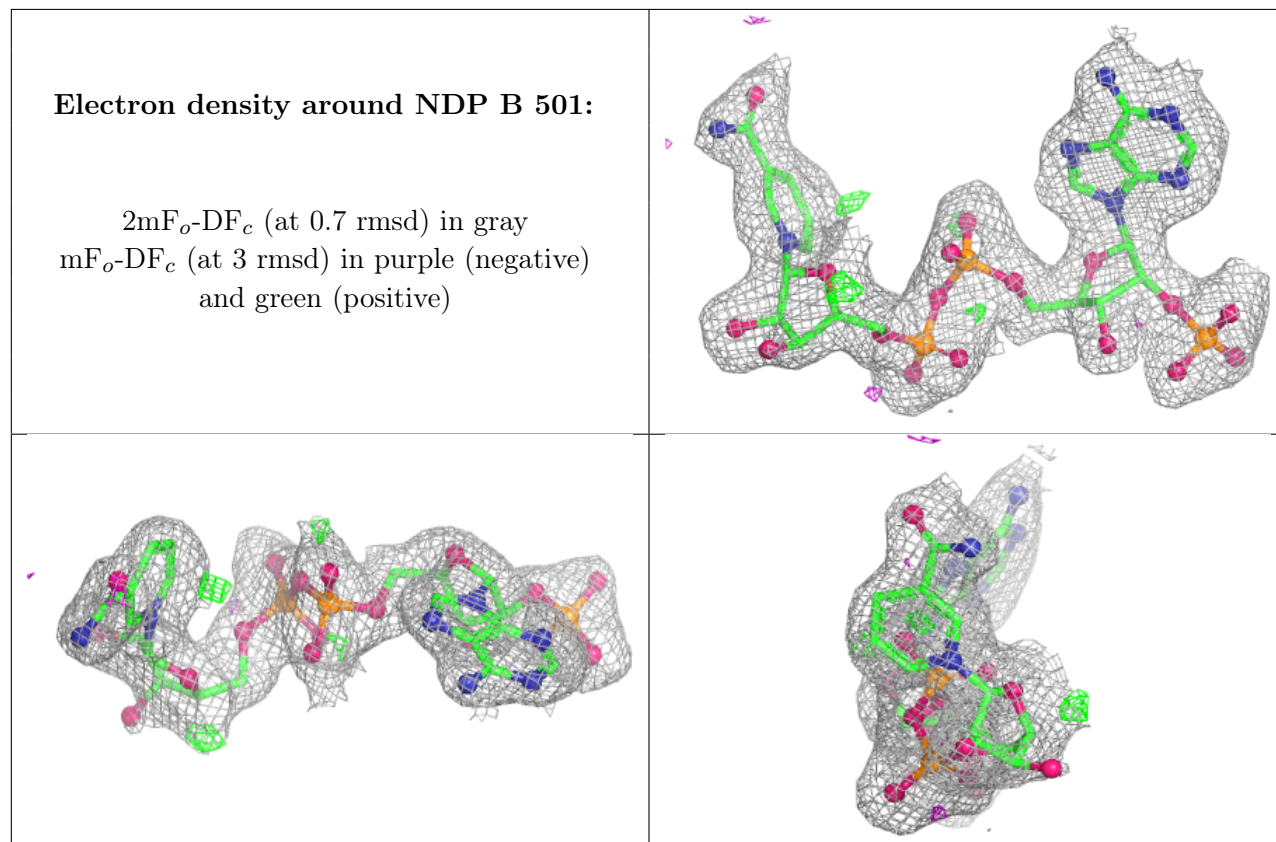 Electron density around NDP B 501:
2mFo-DFc (at 0.7 rmsd) in gray
mFo-DFc (at 3 rmsd) in purple (negative)
and green (positive)